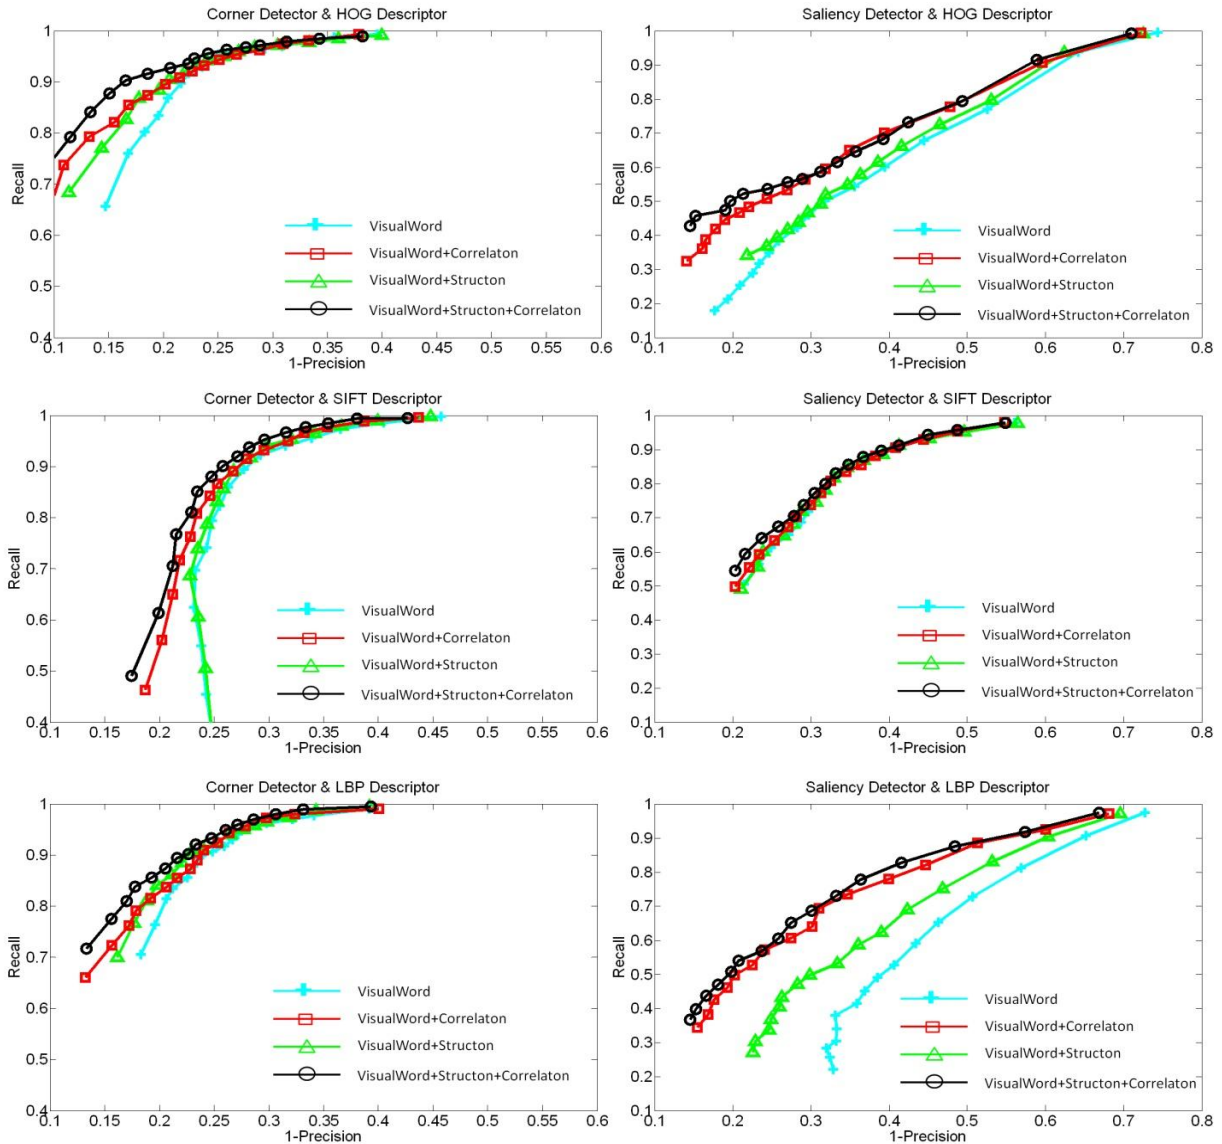 Corner Detector & HOG Descriptor
1
0.9
0.8
0.7
0.6
0.5
0.4
Recall
VisualWord
VisualWord+Correlaton
VisualWord+Structon
VisualWord+Structon+Correlaton
0.1 0.15 0.2 0.25 0.3 0.35 0.4 0.45 0.5 0.55 0.6
1-Precision
Saliency Detector & HOG Descriptor
1
0.9
0.8
0.7
0.6
0.5
0.4
0.3
0.2
0.1
Recall
VisualWord
VisualWord+Correlaton
VisualWord+Structon
VisualWord+Structon+Correlaton
0.1 0.2 0.3 0.4 0.5 0.6 0.7 0.8
1-Precision
Corner Detector & SIFT Descriptor
1
0.9
0.8
0.7
0.6
0.5
0.4
Recall
VisualWord
VisualWord+Correlaton
VisualWord+Structon
VisualWord+Structon+Correlaton
0.1 0.15 0.2 0.25 0.3 0.35 0.4 0.45 0.5 0.55 0.6
1-Precision
Saliency Detector & SIFT Descriptor
1
0.9
0.8
0.7
0.6
0.5
0.4
0.3
0.2
0.1
Recall
VisualWord
VisualWord+Correlaton
VisualWord+Structon
VisualWord+Structon+Correlaton
0.1 0.2 0.3 0.4 0.5 0.6 0.7 0.8
1-Precision
Corner Detector & LBP Descriptor
1
0.9
0.8
0.7
0.6
0.5
0.4
Recall
VisualWord
VisualWord+Correlaton
VisualWord+Structon
VisualWord+Structon+Correlaton
0.1 0.15 0.2 0.25 0.3 0.35 0.4 0.45 0.5 0.55 0.6
1-Precision
Saliency Detector & LBP Descriptor
1
0.9
0.8
0.7
0.6
0.5
0.4
0.3
0.2
0.1
Recall
VisualWord
VisualWord+Correlaton
VisualWord+Structon
VisualWord+Structon+Correlaton
0.1 0.2 0.3 0.4 0.5 0.6 0.7 0.8
1-Precision